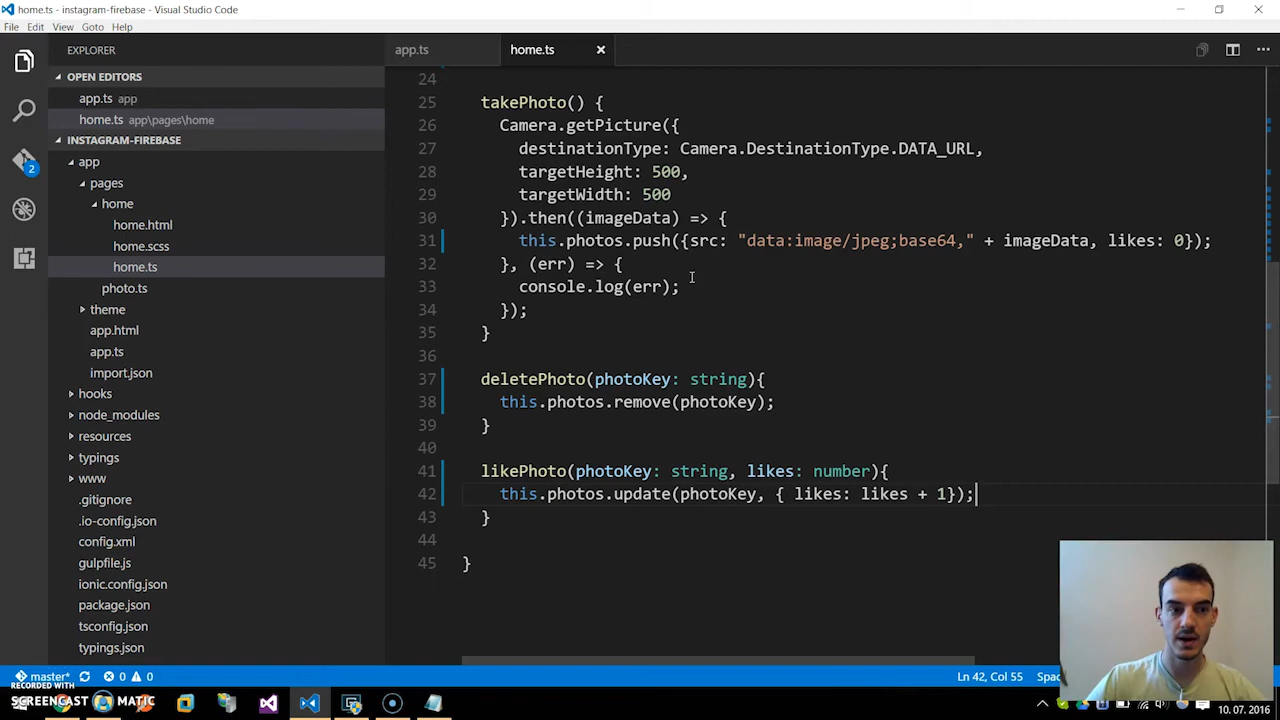 home.ts - instagram-firebase - Visual Studio Code
File Edit View Goto Help
EXPLORER
OPEN EDITORS
app.ts app
home.ts app\pages\home
INSTAGRAM-FIREBASE
app
pages
home
home.html
home.scss
home.ts
photo.ts
theme
app.html
app.ts
import.json
hooks
node_modules
resources
typings
www
.gitignore
.io-config.json
config.xml
gulpfile.js
ionic.config.json
package.json
tsconfig.json
typings.json
2
app.ts home.ts
24
25 takePhoto() {
26 Camera.getPicture({
27 destinationType: Camera.DestinationType.DATA_URL,
28 targetHeight: 500,
29 targetWidth: 500
30 }).then((imageData) => {
31 this.photos.push({src: "data:image/jpeg;base64," + imageData, likes: 0});
32 }, (err) => {
33 console.log(err);
34 });
35 }
36
37 deletePhoto(photoKey: string){
38 this.photos.remove(photoKey);
39 }
40
41 likePhoto(photoKey: string, likes: number){
42 this.photos.update(photoKey, { likes: likes + 1});
43 }
44
45 }
master* 0 0 Ln 42, Col 55
RECORDED WITH
SCREENCAST MATIC
10. 07. 2016